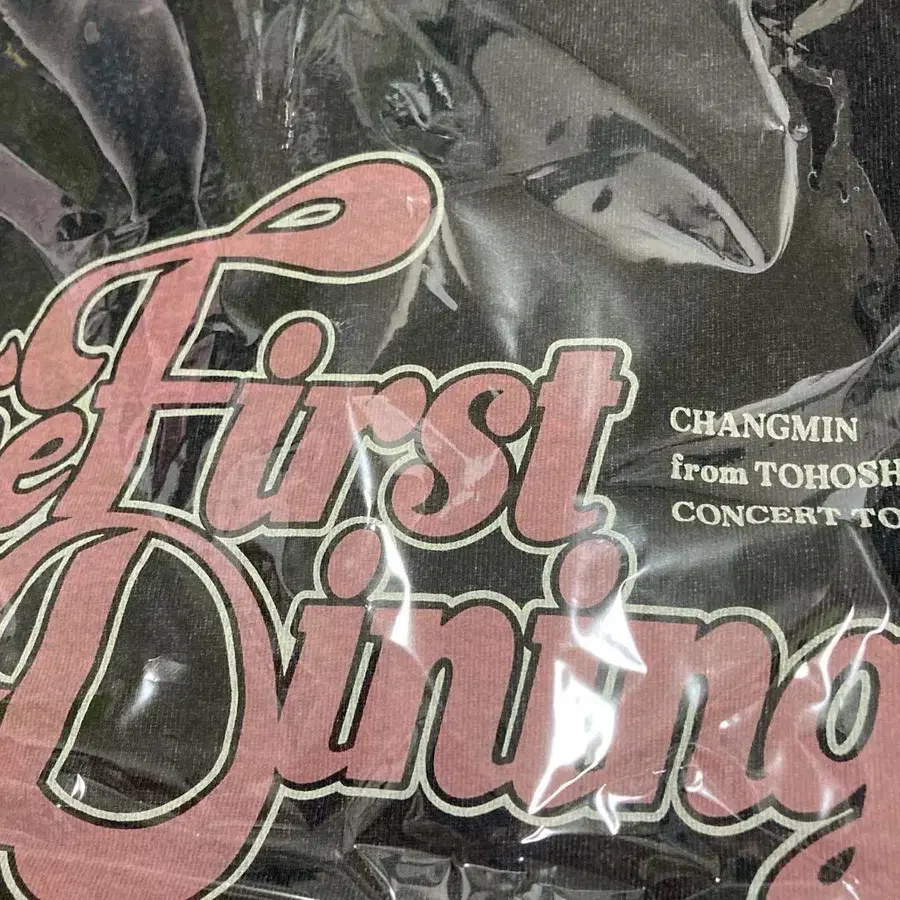 First
CHANGMIN
from TOHOSH
CONCERT TO
Dining